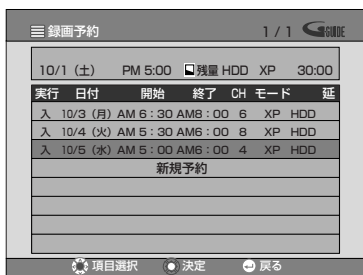 録画予約 1 / 1 GGUIDE
10/1 (土) PM 5:00 残量 HDD XP 30:00
実行 日付 開始 終了 CH モード 延
入 10/3 (月) AM 6：30 AM8：00 6 XP HDD
入 10/4 (火) AM 5：30 AM6：00 8 XP HDD
入 10/5 (水) AM 5：00 AM6：00 4 XP HDD
新規予約
項目選択 決定 戻る